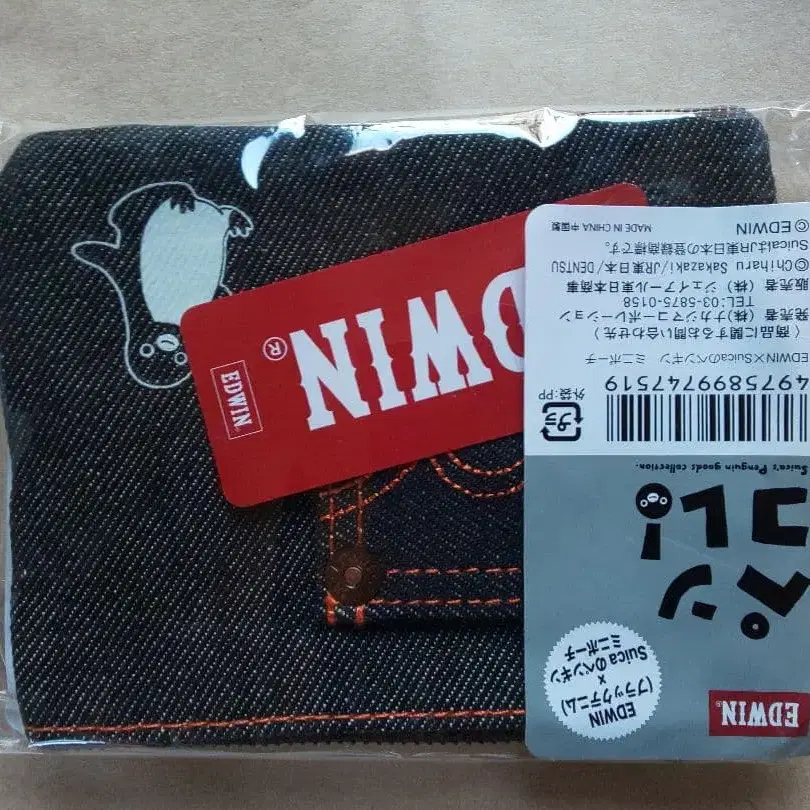 EDWIN®
EDWIN®
EDWIN®
ペン
コレ!
Suica's Penguin goods collection.
EDWIN
(ブラックデニム)
×
Suicaのペンギン
ミニポーチ
4975899747519
プラ
外袋:PP
EDWIN×Suicaのペンギン ミニポーチ
〈商品に関するお問い合わせ先〉
発売者 (株)ナカジマコーポレーション
TEL:03-5875-0158
販売者 (株)ジェイアール東日本商事
©Chiharu Sakazaki/JR東日本/DENTSU
SuicaはJR東日本の登録商標です。
©EDWIN MADE IN CHINA 中国製